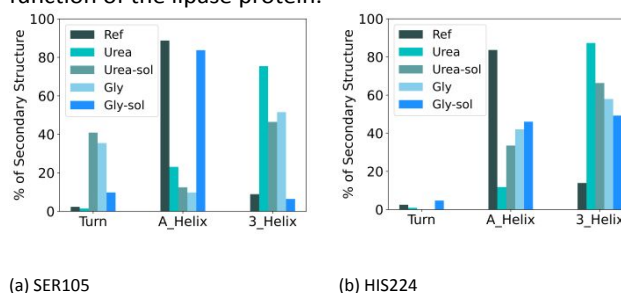 function of the lipase protein.
100
80
60
40
20
0
% of Secondary Structure
Ref
Urea
Urea-sol
Gly
Gly-sol
Turn A_Helix 3_Helix
100
80
60
40
20
0
% of Secondary Structure
Ref
Urea
Urea-sol
Gly
Gly-sol
Turn A_Helix 3_Helix
(a) SER105 (b) HIS224